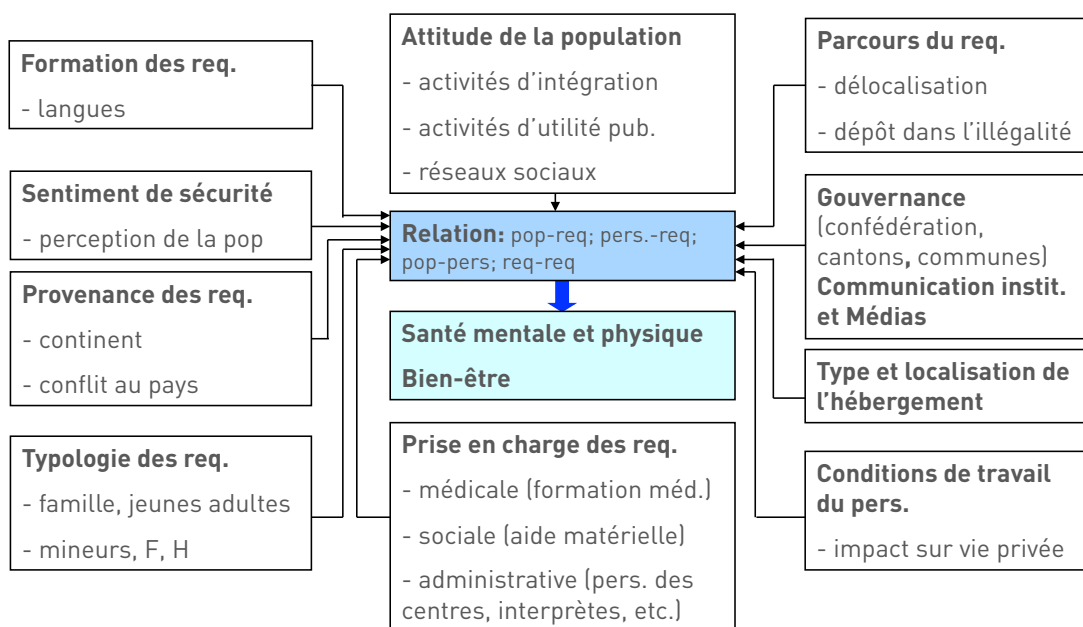 Formation des req.
- langues
Sentiment de sécurité
- perception de la pop
Provenance des req.
- continent
- conflit au pays
Typologie des req.
- famille, jeunes adultes
- mineurs, F, H
Attitude de la population
- activités d'intégration
- activités d'utilité pub.
- réseaux sociaux
Relation: pop-req; pers.-req;
pop-pers; req-req
Santé mentale et physique
Bien-être
Prise en charge des req.
- médicale (formation méd.)
- sociale (aide matérielle)
- administrative (pers. des
centres, interprètes, etc.)
Parcours du req.
- délocalisation
- dépôt dans l'illégalité
Gouvernance
(confédération,
cantons, communes)
Communication instit.
et Médias
Type et localisation de
l'hébergement
Conditions de travail
du pers.
- impact sur vie privée